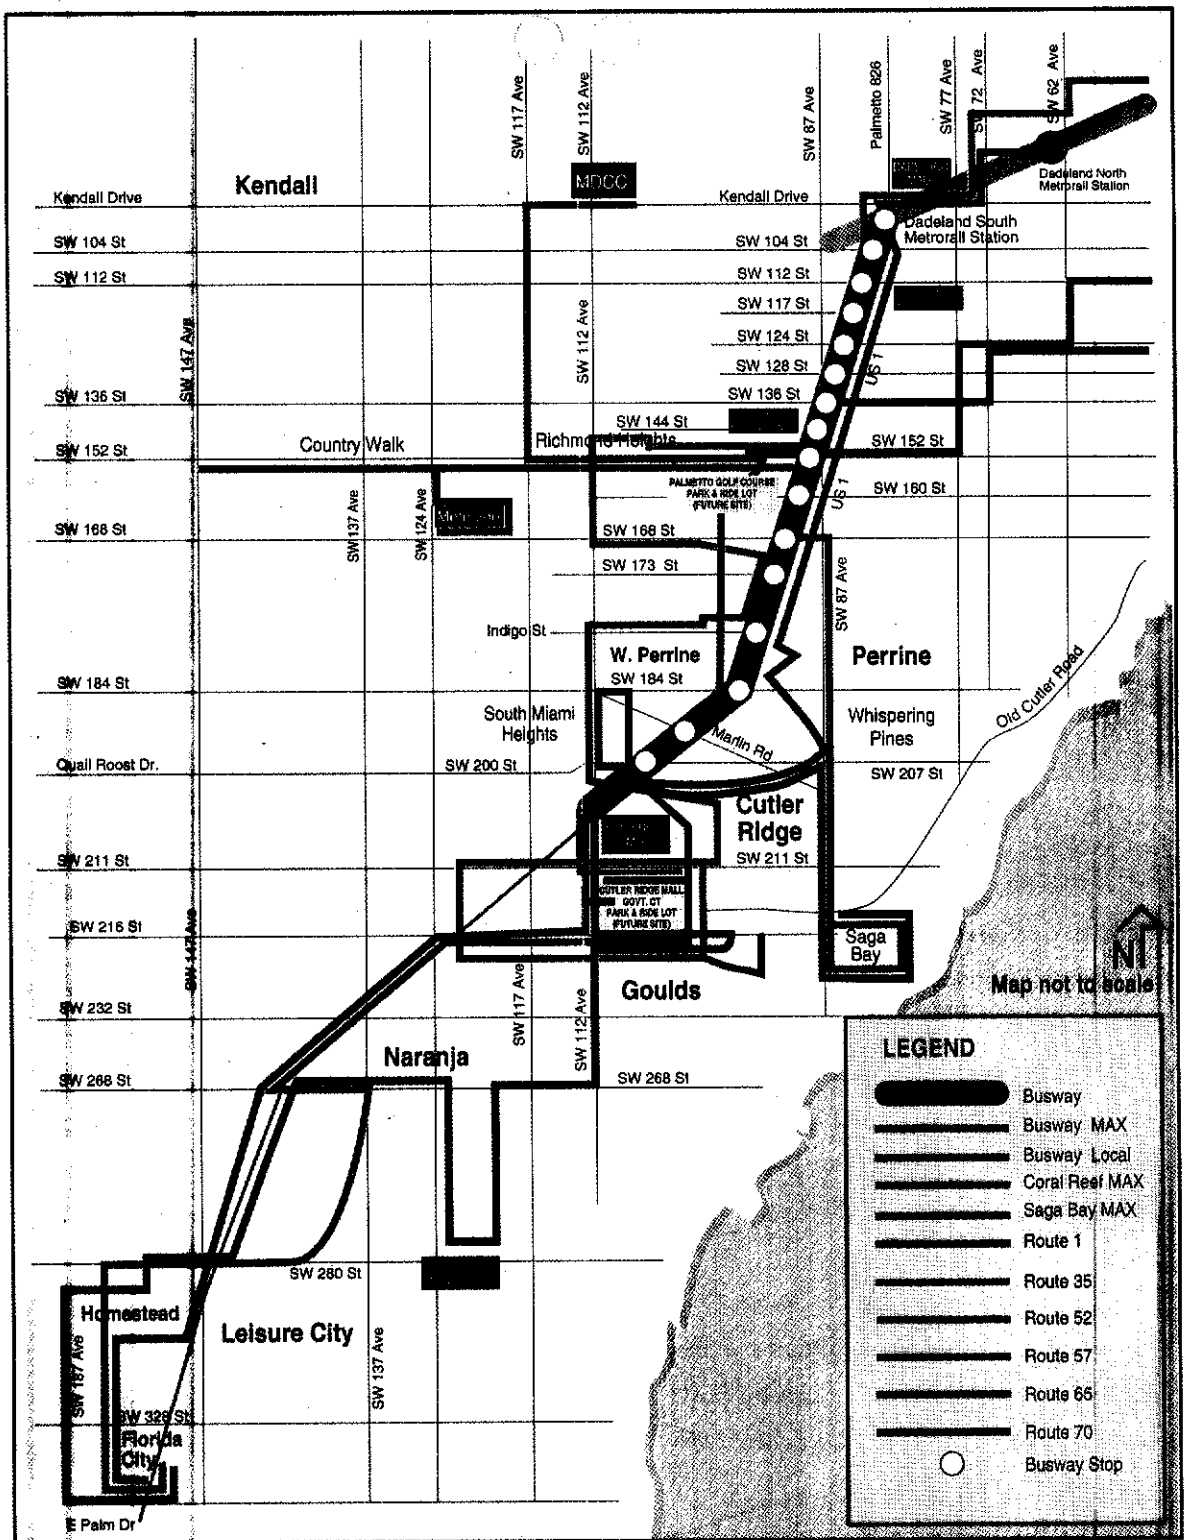 SW 117 Ave
SW 112 Ave
SW 87 Ave
Palmetto 826
SW 77 Ave
SW 72 Ave
SW 62 Ave
Kendall
MDCC
Dadeland North
Metrorail Station
Kendall Drive
Kendall Drive
Dadeland South
Metrorail Station
SW 104 St
SW 104 St
SW 112 St
SW 112 St
SW 117 St
SW 147 Ave
SW 112 Ave
SW 124 St
SW 128 St
US 1
SW 136 St
SW 136 St
SW 144 St
Country Walk
Richmond Heights
SW 152 St
SW 152 St
PALMETTO GOLF COURSE
PARK & RIDE LOT
(FUTURE SITE)
SW 160 St
US 1
SW 137 Ave
SW 124 Ave
SW 168 St
SW 168 St
SW 173 St
SW 87 Ave
Indigo St
W. Perrine
Perrine
SW 184 St
SW 184 St
Old Cutler Road
South Miami
Heights
Marlin Rd
Whispering
Pines
Quail Roost Dr.
SW 200 St
SW 207 St
Cutler
Ridge
SW 211 St
SW 211 St
CUTLER RIDGE MALL
GOVT. CT
PARK & RIDE LOT
(FUTURE SITE)
SW 216 St
SW 147 Ave
Saga
Bay
N
Map not to scale
Goulds
SW 117 Ave
SW 112 Ave
SW 232 St
Naranja
SW 268 St
SW 268 St
SW 280 St
Homestead
Leisure City
SW 187 Ave
SW 137 Ave
SW 328 St
Florida
City
E Palm Dr
LEGEND
Busway
Busway MAX
Busway Local
Coral Reef MAX
Saga Bay MAX
Route 1
Route 35
Route 52
Route 57
Route 65
Route 70
Busway Stop